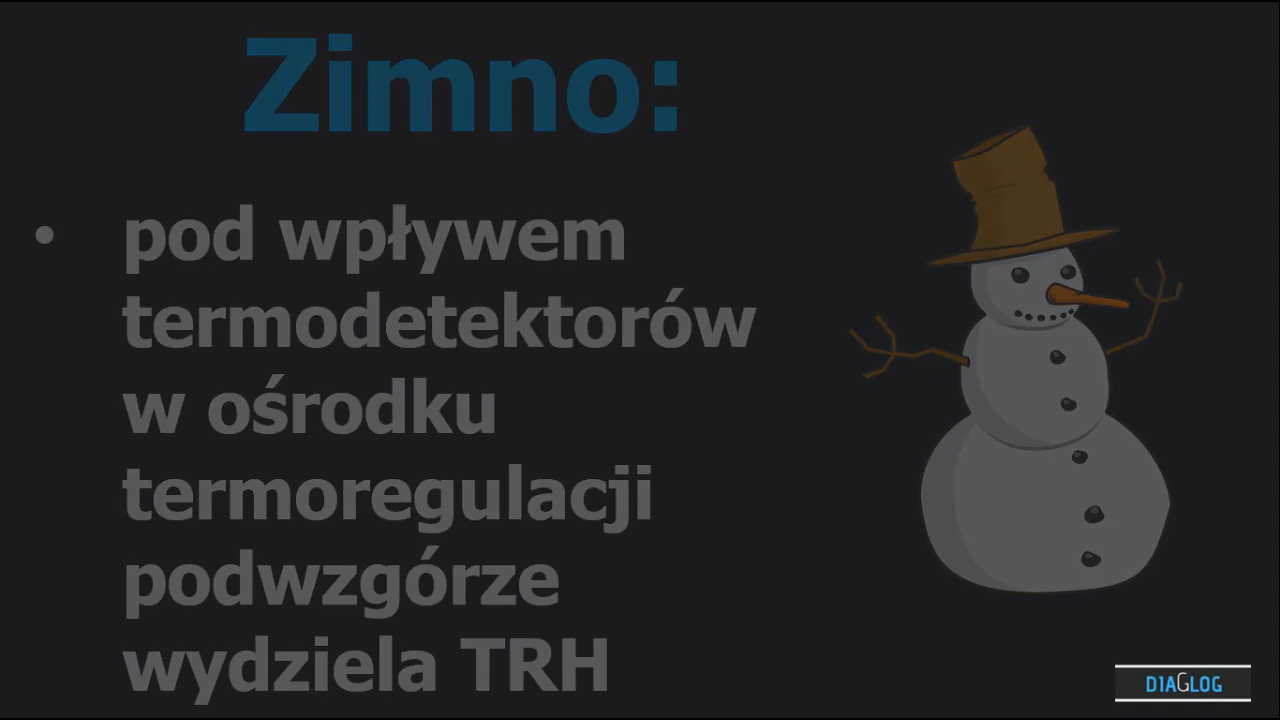 Zimno:
• pod wpływem
termodetektorów
w ośrodku
termoregulacji
podwzgórze
wydziela TRH
DIAGLOG